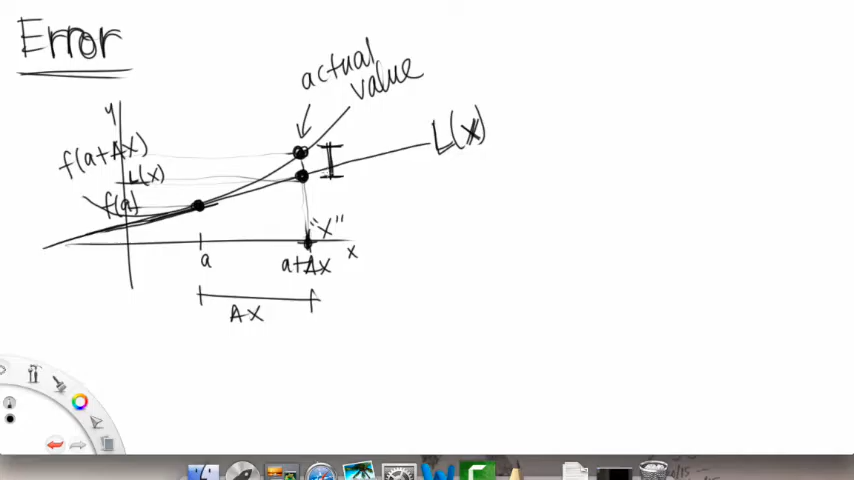 Error
actual
value
y
f(a+Δx)
L(x)
L(x)
f(a)
"x"
a
a+Δx
x
Δx